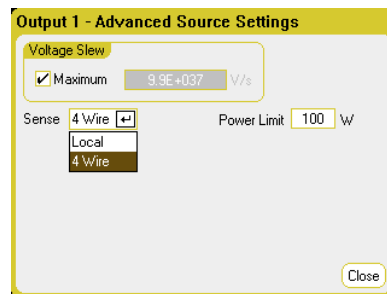 Output 1 - Advanced Source Settings
Voltage Slew
Maximum 9.9E+037 V/s
Sense 4 Wire Power Limit 100 W
Local
4 Wire
Close